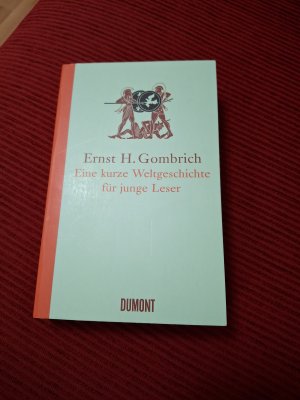 Ernst H. Gombrich
Eine kurze Weltgeschichte
für junge Leser
DUMONT